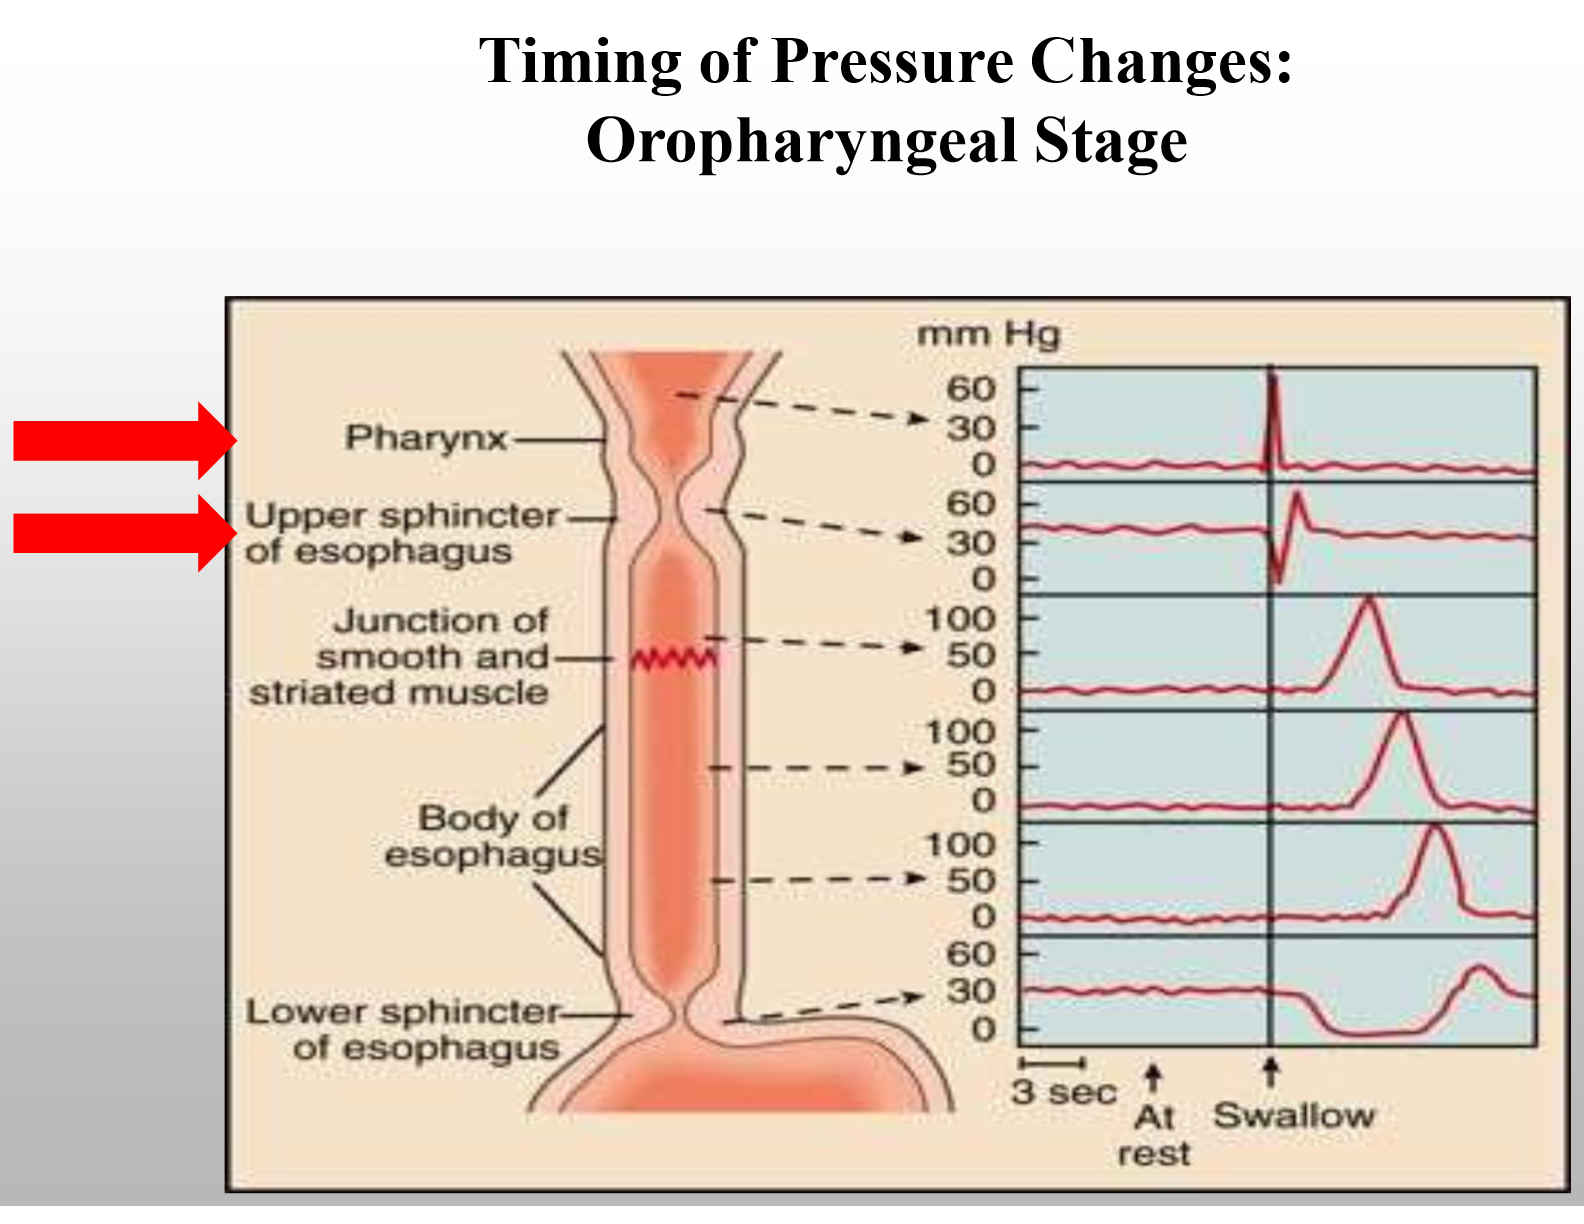 Timing of Pressure Changes:
Oropharyngeal Stage
mm Hg
Pharynx
Upper sphincter
of esophagus
Junction of
smooth and
striated muscle
Body of
esophagus
Lower sphincter
of esophagus
60
30
0
60
30
0
100
50
0
100
50
0
100
50
0
60
30
0
3 sec
At
rest
Swallow